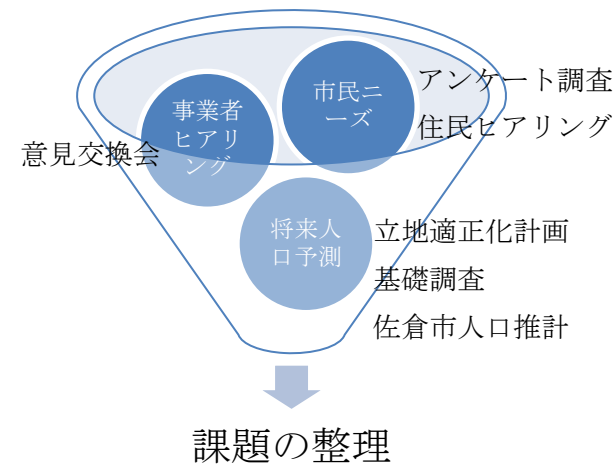 市民ニ
ーズ
アンケート調査
住民ヒアリング
事業者
ヒアリ
ング
意見交換会
将来人
口予測
立地適正化計画
基礎調査
佐倉市人口推計
課題の整理